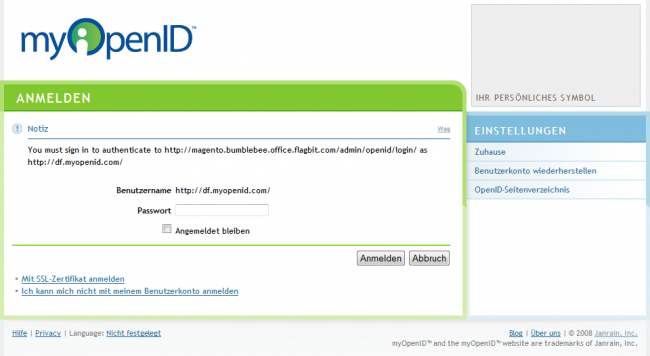 myOpenID™
IHR PERSÖNLICHES SYMBOL
ANMELDEN
Notiz
Weg
You must sign in to authenticate to http://magento.bumblebee.office.flagbit.com/admin/openid/login/ as
http://df.myopenid.com/
Benutzername http://df.myopenid.com/
Passwort
Angemeldet bleiben
Anmelden Abbruch
Mit SSL-Zertifikat anmelden
Ich kann mich nicht mit meinem Benutzerkonto anmelden
EINSTELLUNGEN
Zuhause
Benutzerkonto wiederherstellen
OpenID-Seitenverzeichnis
Hilfe | Privacy | Language: Nicht festgelegt
Blog | Über uns | © 2008 Janrain, Inc.
myOpenID™ and the myOpenID™ website are trademarks of Janrain, Inc.